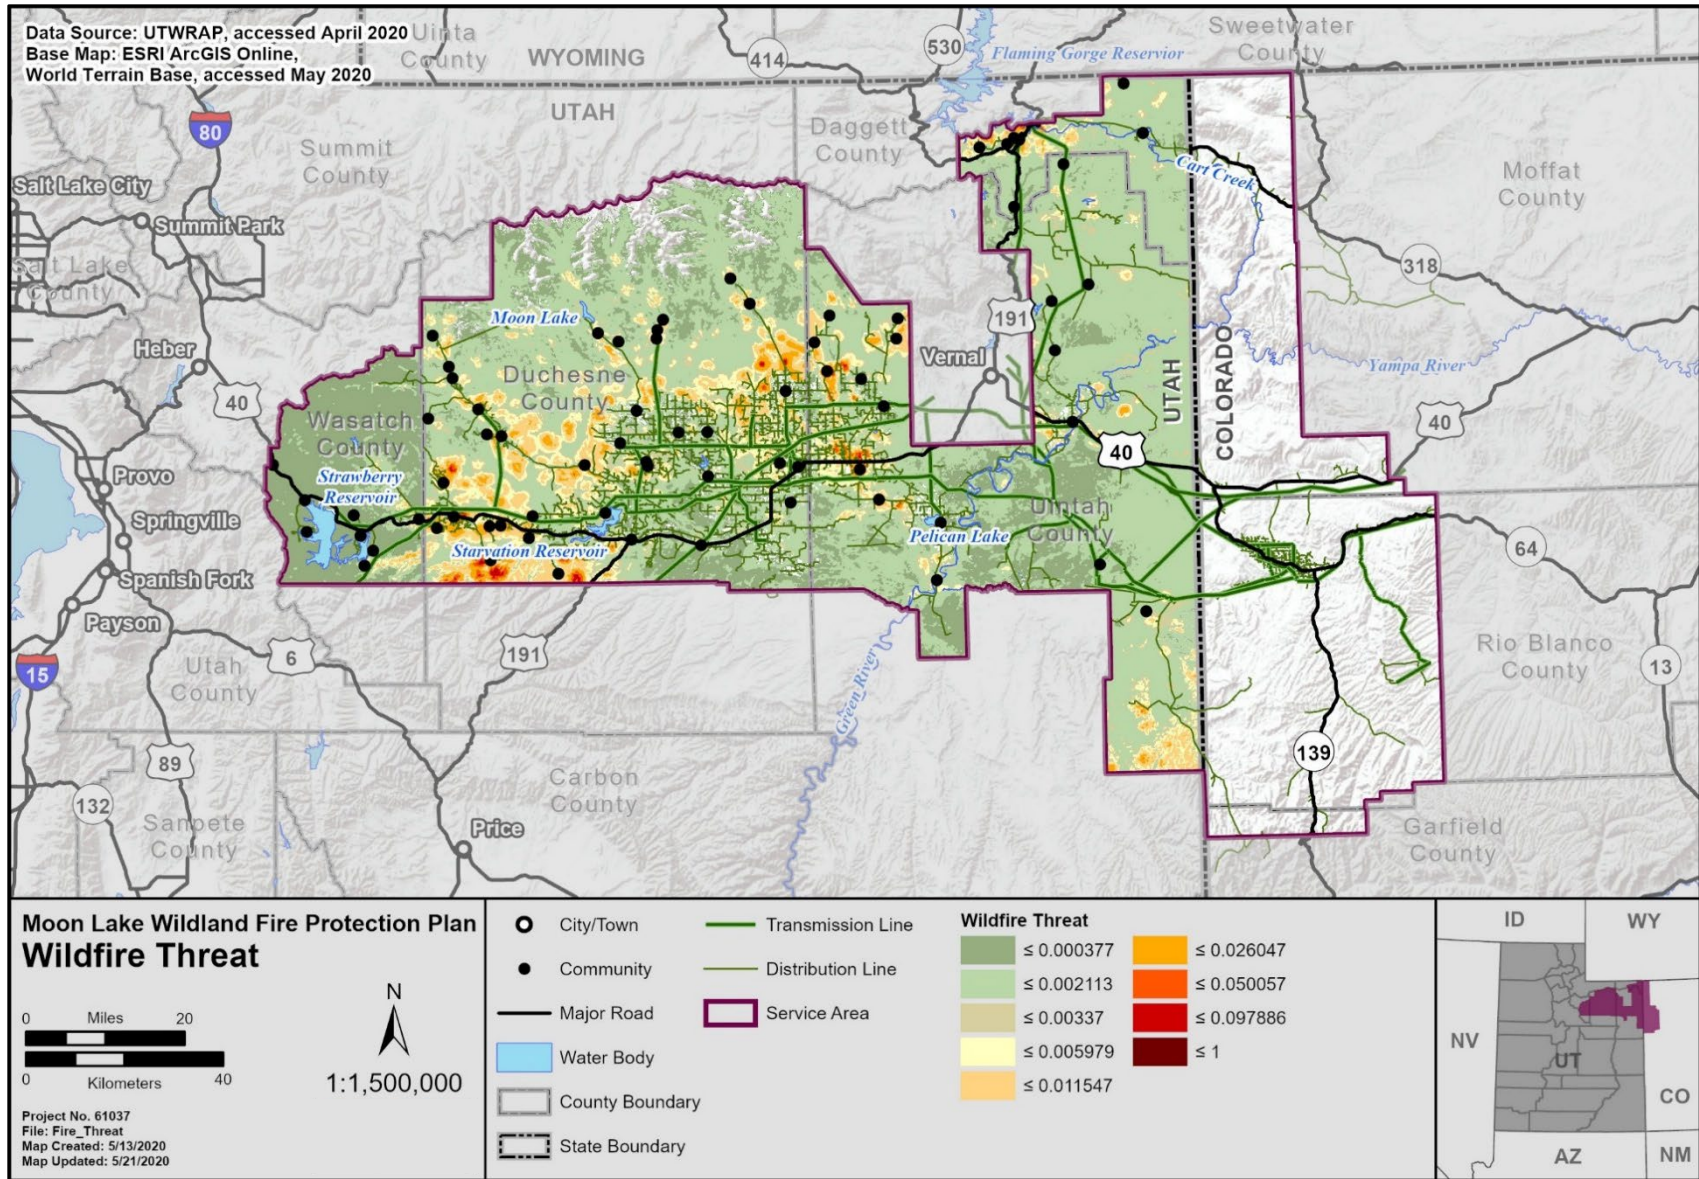 Data Source: UTWRAP, accessed April 2020
Base Map: ESRI ArcGIS Online,
World Terrain Base, accessed May 2020
Uinta
County
WYOMING
414
530
Flaming Gorge Reservior
Sweetwater
County
UTAH
80
Summit
County
Daggett
County
Cart Creek
Moffat
County
Salt Lake City
Summit Park
Salt Lake
County
318
Moon Lake
191
Heber
Vernal
Duchesne
County
UTAH
COLORADO
Yampa River
40
Wasatch
County
40
40
Provo
Strawberry
Reservoir
Springville
Uintah
County
Starvation Reservoir
Pelican Lake
64
Spanish Fork
Payson
6
191
Rio Blanco
County
13
15
Utah
County
Green River
139
89
Carbon
County
132
Sanpete
County
Price
Garfield
County
Moon Lake Wildland Fire Protection Plan
Wildfire Threat
0 Miles 20
0 Kilometers 40
N
1:1,500,000
Project No. 61037
File: Fire_Threat
Map Created: 5/13/2020
Map Updated: 5/21/2020
City/Town
Community
Major Road
Water Body
County Boundary
State Boundary
Transmission Line
Distribution Line
Service Area
Wildfire Threat
≤ 0.000377
≤ 0.002113
≤ 0.00337
≤ 0.005979
≤ 0.011547
≤ 0.026047
≤ 0.050057
≤ 0.097886
≤ 1
ID
WY
NV
UT
CO
AZ
NM